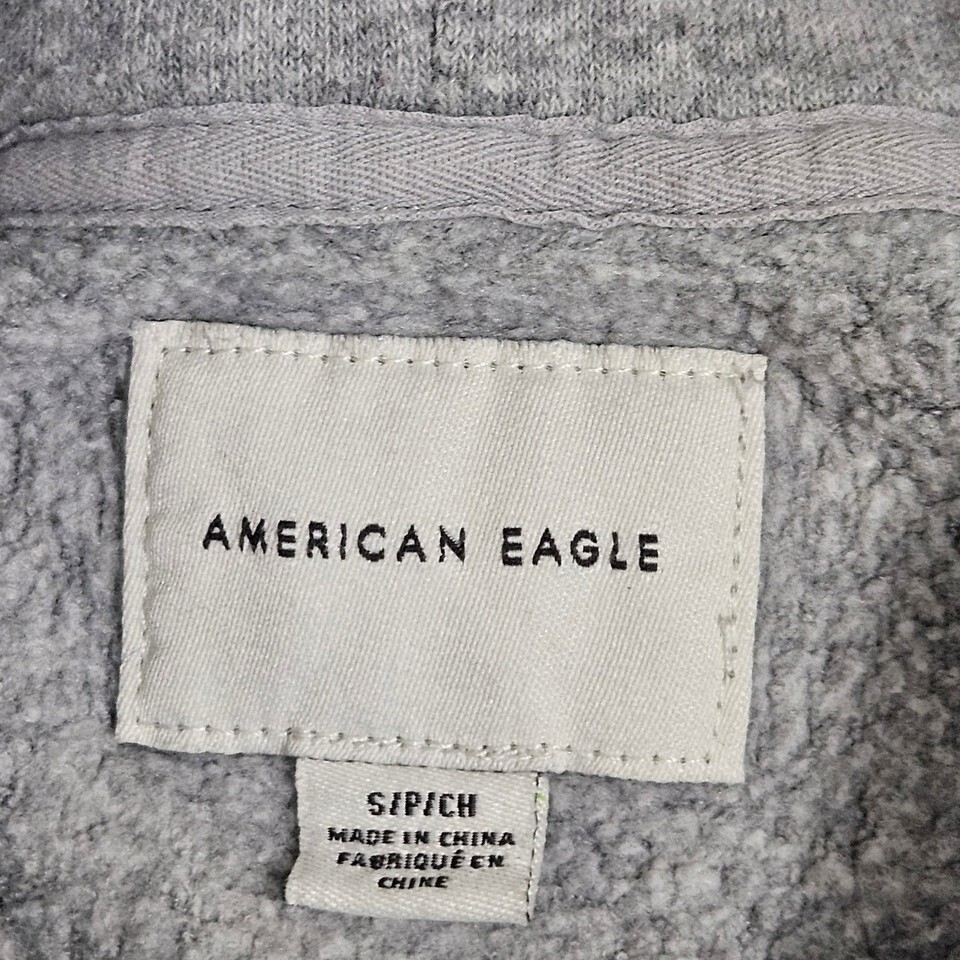 AMERICAN EAGLE
S/P/CH
MADE IN CHINA
FABRIQUÉ EN
CHINE